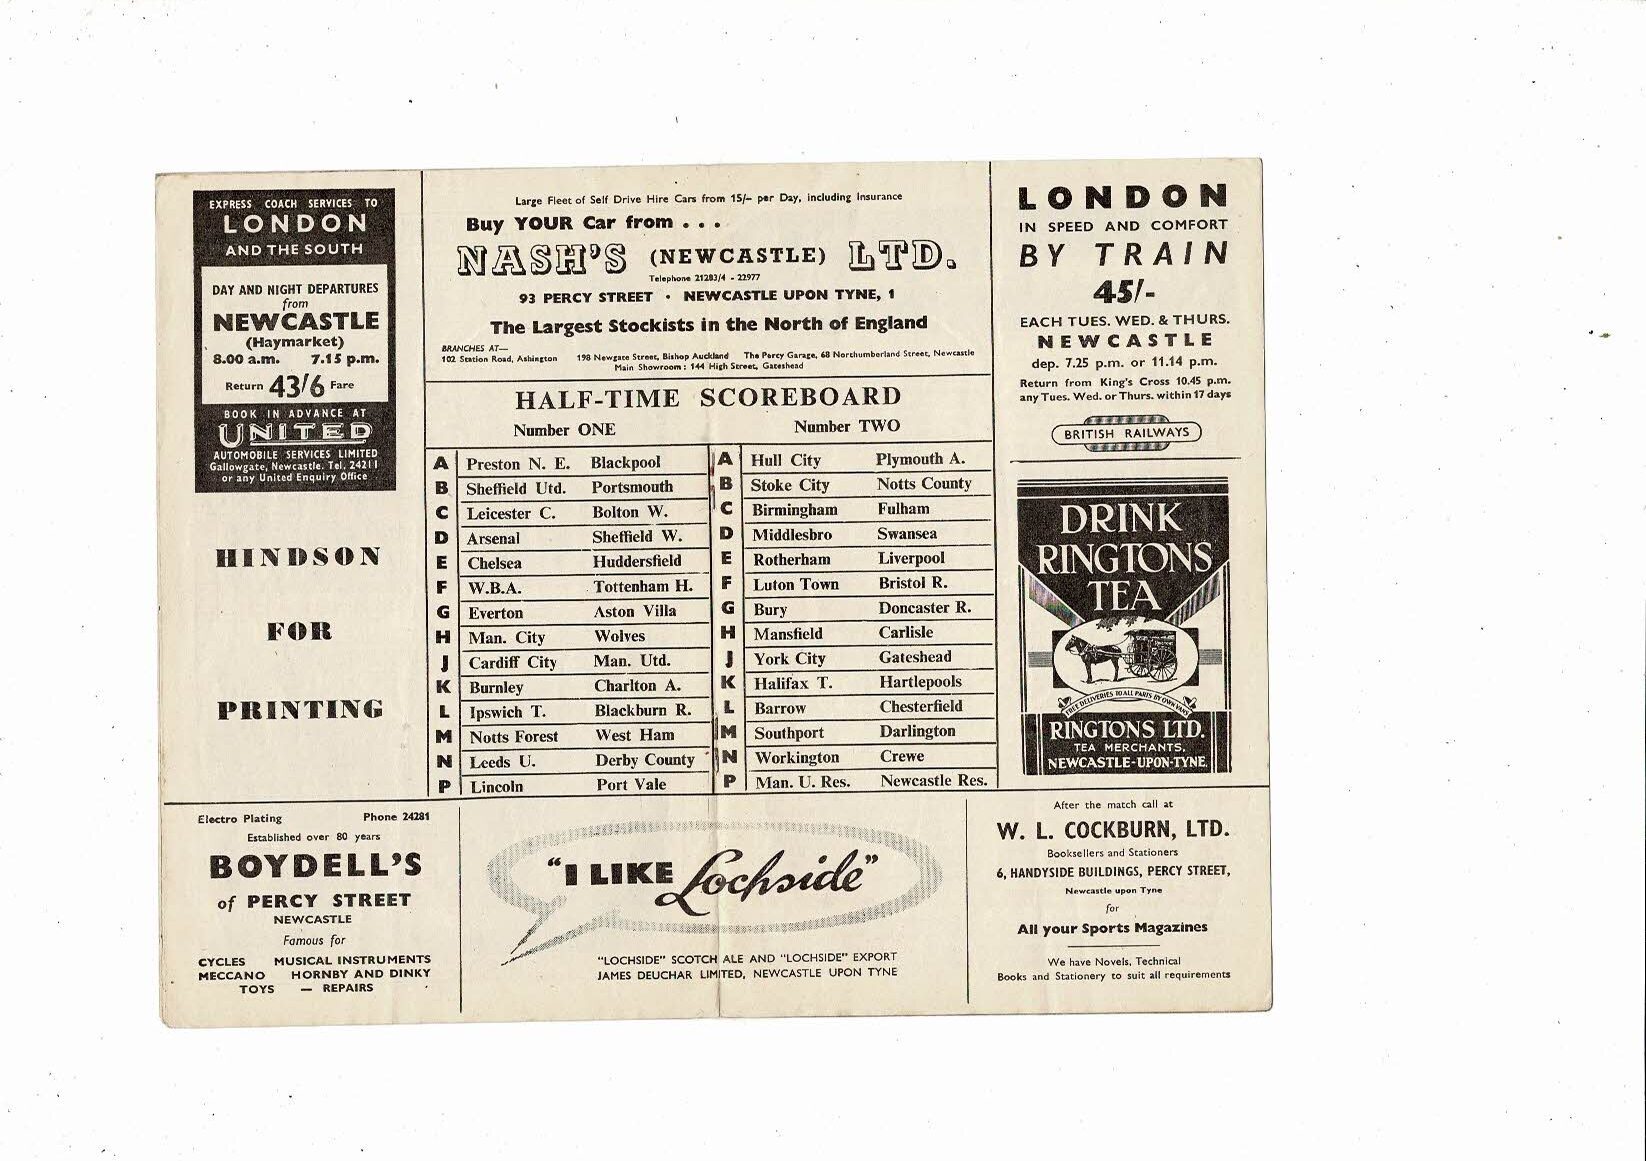 EXPRESS COACH SERVICES TO
LONDON
AND THE SOUTH
DAY AND NIGHT DEPARTURES
from
NEWCASTLE
(Haymarket)
8.00 a.m. 7.15 p.m.
Return 43/6 Fare
BOOK IN ADVANCE AT
UNITED
AUTOMOBILE SERVICES LIMITED
Gallowgate, Newcastle. Tel. 24211
or any United Enquiry Office
HINDSON
FOR
PRINTING
Large Fleet of Self Drive Hire Cars from 15/- per Day, including Insurance
Buy YOUR Car from . . .
NASH'S (NEWCASTLE) LTD.
Telephone 21283/4 - 22977
93 PERCY STREET · NEWCASTLE UPON TYNE, 1
The Largest Stockists in the North of England
BRANCHES AT—
102 Station Road, Ashington 198 Newgate Street, Bishop Auckland The Percy Garage, 68 Northumberland Street, Newcastle
Main Showroom : 144 High Street, Gateshead
HALF-TIME SCOREBOARD
Number ONE Number TWO
A Preston N. E. Blackpool A Hull City Plymouth A.
B Sheffield Utd. Portsmouth B Stoke City Notts County
C Leicester C. Bolton W. C Birmingham Fulham
D Arsenal Sheffield W. D Middlesbro Swansea
E Chelsea Huddersfield E Rotherham Liverpool
F W.B.A. Tottenham H. F Luton Town Bristol R.
G Everton Aston Villa G Bury Doncaster R.
H Man. City Wolves H Mansfield Carlisle
J Cardiff City Man. Utd. J York City Gateshead
K Burnley Charlton A. K Halifax T. Hartlepools
L Ipswich T. Blackburn R. L Barrow Chesterfield
M Notts Forest West Ham M Southport Darlington
N Leeds U. Derby County N Workington Crewe
P Lincoln Port Vale P Man. U. Res. Newcastle Res.
LONDON
IN SPEED AND COMFORT
BY TRAIN
45/-
EACH TUES. WED. & THURS.
NEWCASTLE
dep. 7.25 p.m. or 11.14 p.m.
Return from King's Cross 10.45 p.m.
any Tues. Wed. or Thurs. within 17 days
BRITISH RAILWAYS
DRINK
RINGTONS
TEA
FREE DELIVERIES TO ALL PARTS BY OWN VANS
RINGTONS LTD.
TEA MERCHANTS,
NEWCASTLE-UPON-TYNE.
Electro Plating Phone 24281
Established over 80 years
BOYDELL'S
of PERCY STREET
NEWCASTLE
Famous for
CYCLES MUSICAL INSTRUMENTS
MECCANO HORNBY AND DINKY
TOYS — REPAIRS
"I LIKE Lochside"
"LOCHSIDE" SCOTCH ALE AND "LOCHSIDE" EXPORT
JAMES DEUCHAR LIMITED, NEWCASTLE UPON TYNE
After the match call at
W. L. COCKBURN, LTD.
Booksellers and Stationers
6, HANDYSIDE BUILDINGS, PERCY STREET,
Newcastle upon Tyne
for
All your Sports Magazines
We have Novels, Technical
Books and Stationery to suit all requirements